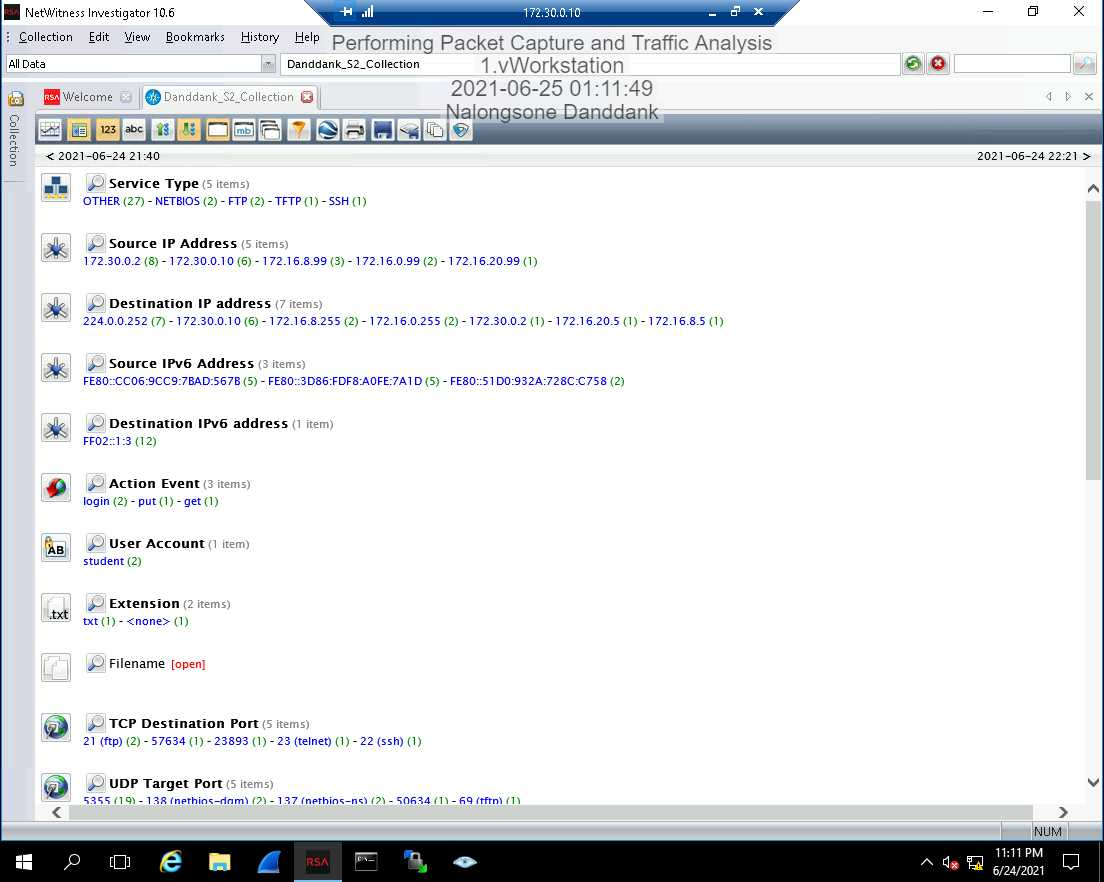 RSA NetWitness Investigator 10.6
172.30.0.10
Collection Edit View Bookmarks History Help
Performing Packet Capture and Traffic Analysis
1.vWorkstation
2021-06-25 01:11:49
Nalongsone Danddank
All Data
Danddank_S2_Collection
RSA Welcome
Danddank_S2_Collection
Collection
123 abc mb
< 2021-06-24 21:40
2021-06-24 22:21 >
Service Type (5 items)
OTHER (27) - NETBIOS (2) - FTP (2) - TFTP (1) - SSH (1)
Source IP Address (5 items)
172.30.0.2 (8) - 172.30.0.10 (6) - 172.16.8.99 (3) - 172.16.0.99 (2) - 172.16.20.99 (1)
Destination IP address (7 items)
224.0.0.252 (7) - 172.30.0.10 (6) - 172.16.8.255 (2) - 172.16.0.255 (2) - 172.30.0.2 (1) - 172.16.20.5 (1) - 172.16.8.5 (1)
Source IPv6 Address (3 items)
FE80::CC06:9CC9:7BAD:567B (5) - FE80::3D86:FDF8:A0FE:7A1D (5) - FE80::51D0:932A:728C:C758 (2)
Destination IPv6 address (1 item)
FF02::1:3 (12)
Action Event (3 items)
login (2) - put (1) - get (1)
AB
User Account (1 item)
student (2)
.txt
Extension (2 items)
txt (1) - <none> (1)
Filename [open]
TCP Destination Port (5 items)
21 (ftp) (2) - 57634 (1) - 23893 (1) - 23 (telnet) (1) - 22 (ssh) (1)
UDP Target Port (5 items)
5355 (19) - 138 (netbios-dgm) (2) - 137 (netbios-ns) (2) - 50634 (1) - 69 (tftp) (1)
NUM
RSA
11:11 PM
6/24/2021